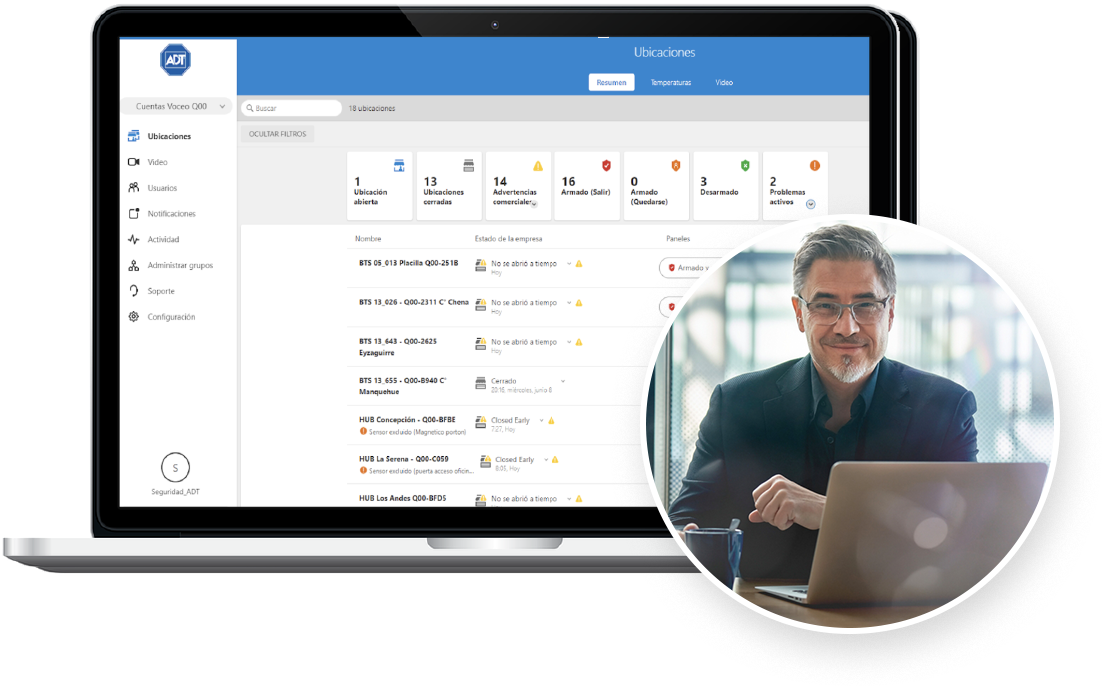 ADT
Cuentas Voceo Q00
Ubicaciones
Video
Usuarios
Notificaciones
Actividad
Administrar grupos
Soporte
Configuración
S
Seguridad_ADT
Ubicaciones
Resumen
Temperaturas
Video
Buscar
18 ubicaciones
OCULTAR FILTROS
1
Ubicación
abierta
13
Ubicaciones
cerradas
14
Advertencias
comerciales
16
Armado (Salir)
0
Armado
(Quedarse)
3
Desarmado
2
Problemas
activos
Nombre
Estado de la empresa
Paneles
BTS 05_013 Placilla Q00-251B
No se abrió a tiempo
Hoy
Armado y
BTS 13_026 - Q00-2311 C° Chena
No se abrió a tiempo
Hoy
BTS 13_643 - Q00-2625
Eyzaguirre
No se abrió a tiempo
Hoy
BTS 13_655 - Q00-B940 C°
Manquehue
Cerrado
20:16, miércoles, junio 8
HUB Concepción - Q00-BFBE
Sensor excluido (Magnetico porton)
Closed Early
7:27, Hoy
HUB La Serena - Q00-C059
Sensor excluido (puerta acceso oficin...
Closed Early
6:03, Hoy
HUB Los Andes Q00-BFD5
No se abrió a tiempo